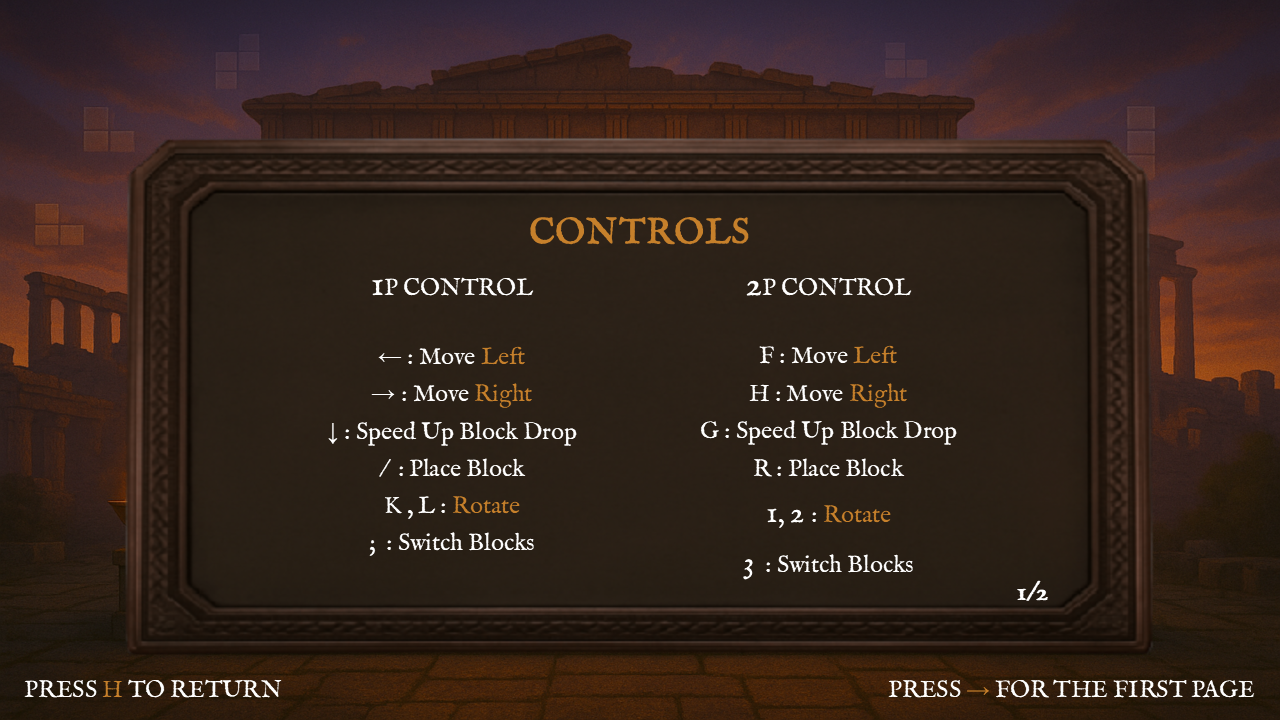 CONTROLS
1P CONTROL
← : Move Left
→ : Move Right
↓ : Speed Up Block Drop
/ : Place Block
K , L : Rotate
; : Switch Blocks
2P CONTROL
F : Move Left
H : Move Right
G : Speed Up Block Drop
R : Place Block
1, 2 : Rotate
3 : Switch Blocks
1/2
PRESS H TO RETURN
PRESS → FOR THE FIRST PAGE